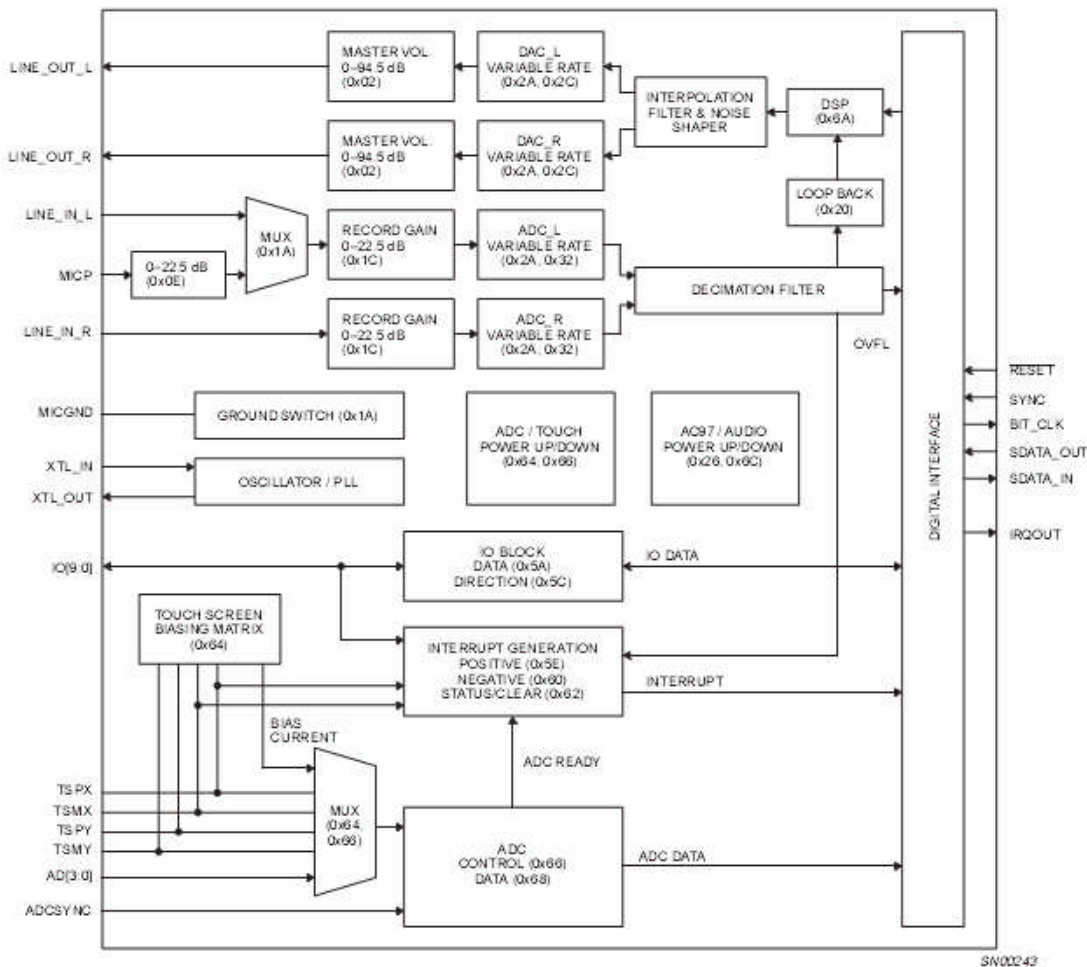 LINE_OUT_L
MASTER VOL.
0–94.5 dB
(0x02)
DAC_L
VARIABLE RATE
(0x2A, 0x2C)
INTERPOLATION
FILTER & NOISE
SHAPER
DSP
(0x6A)
LINE_OUT_R
MASTER VOL.
0–94.5 dB
(0x02)
DAC_R
VARIABLE RATE
(0x2A, 0x2C)
LOOP BACK
(0x20)
LINE_IN_L
MUX
(0x1A)
RECORD GAIN
0–22.5 dB
(0x1C)
ADC_L
VARIABLE RATE
(0x2A, 0x32)
MICP
0–22.5 dB
(0x0E)
DECIMATION FILTER
LINE_IN_R
RECORD GAIN
0–22.5 dB
(0x1C)
ADC_R
VARIABLE RATE
(0x2A, 0x32)
OVFL
DIGITAL INTERFACE
RESET
SYNC
BIT_CLK
SDATA_OUT
SDATA_IN
IRQOUT
MICGND
GROUND SWITCH (0x1A)
ADC / TOUCH
POWER UP/DOWN
(0x64, 0x66)
AC97 / AUDIO
POWER UP/DOWN
(0x26, 0x6C)
XTL_IN
XTL_OUT
OSCILLATOR / PLL
IO[9:0]
IO BLOCK
DATA (0x5A)
DIRECTION (0x5C)
IO DATA
TOUCH SCREEN
BIASING MATRIX
(0x64)
INTERRUPT GENERATION
POSITIVE (0x5E)
NEGATIVE (0x60)
STATUS/CLEAR (0x62)
INTERRUPT
BIAS
CURRENT
ADC READY
TSPX
TSMX
TSPY
TSMY
AD[3:0]
ADCSYNC
MUX
(0x64,
0x66)
ADC
CONTROL (0x66)
DATA (0x68)
ADC DATA
SN00243